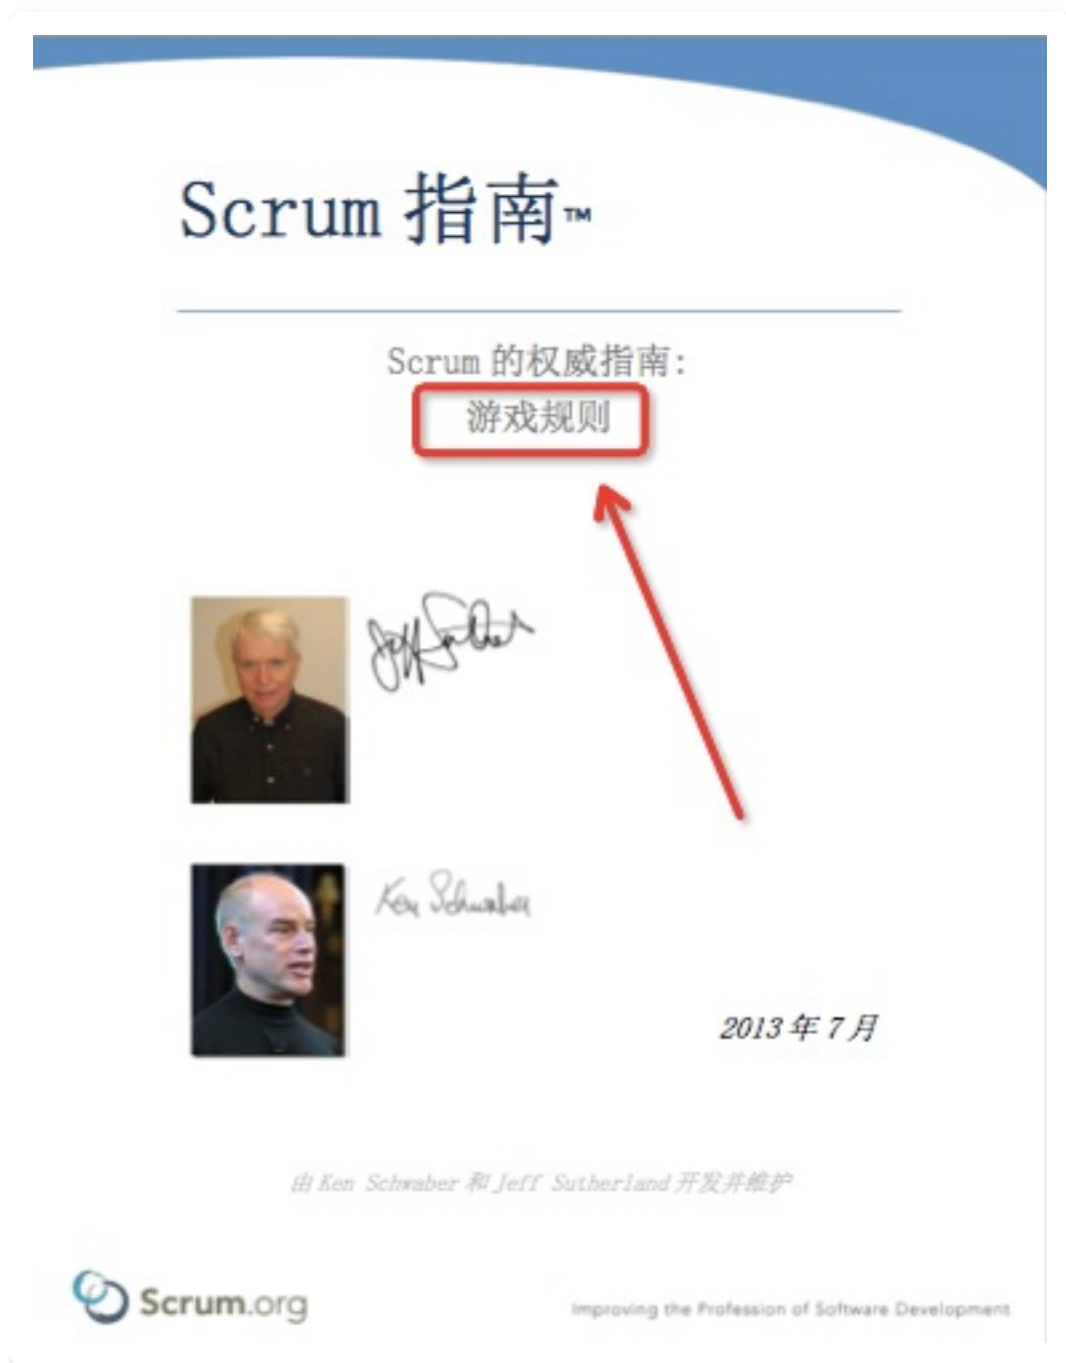 Scrum 指南™
Scrum 的权威指南:
游戏规则
Jeff Sutherland
Ken Schwaber
2013 年 7 月
由 Ken Schwaber 和 Jeff Sutherland 开发并维护
Scrum.org
Improving the Profession of Software Development